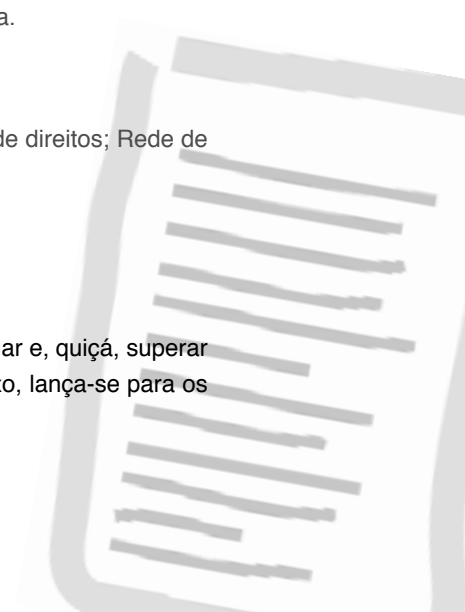 a.
de direitos; Rede de
ar e, quiçá, superar
to, lança-se para os